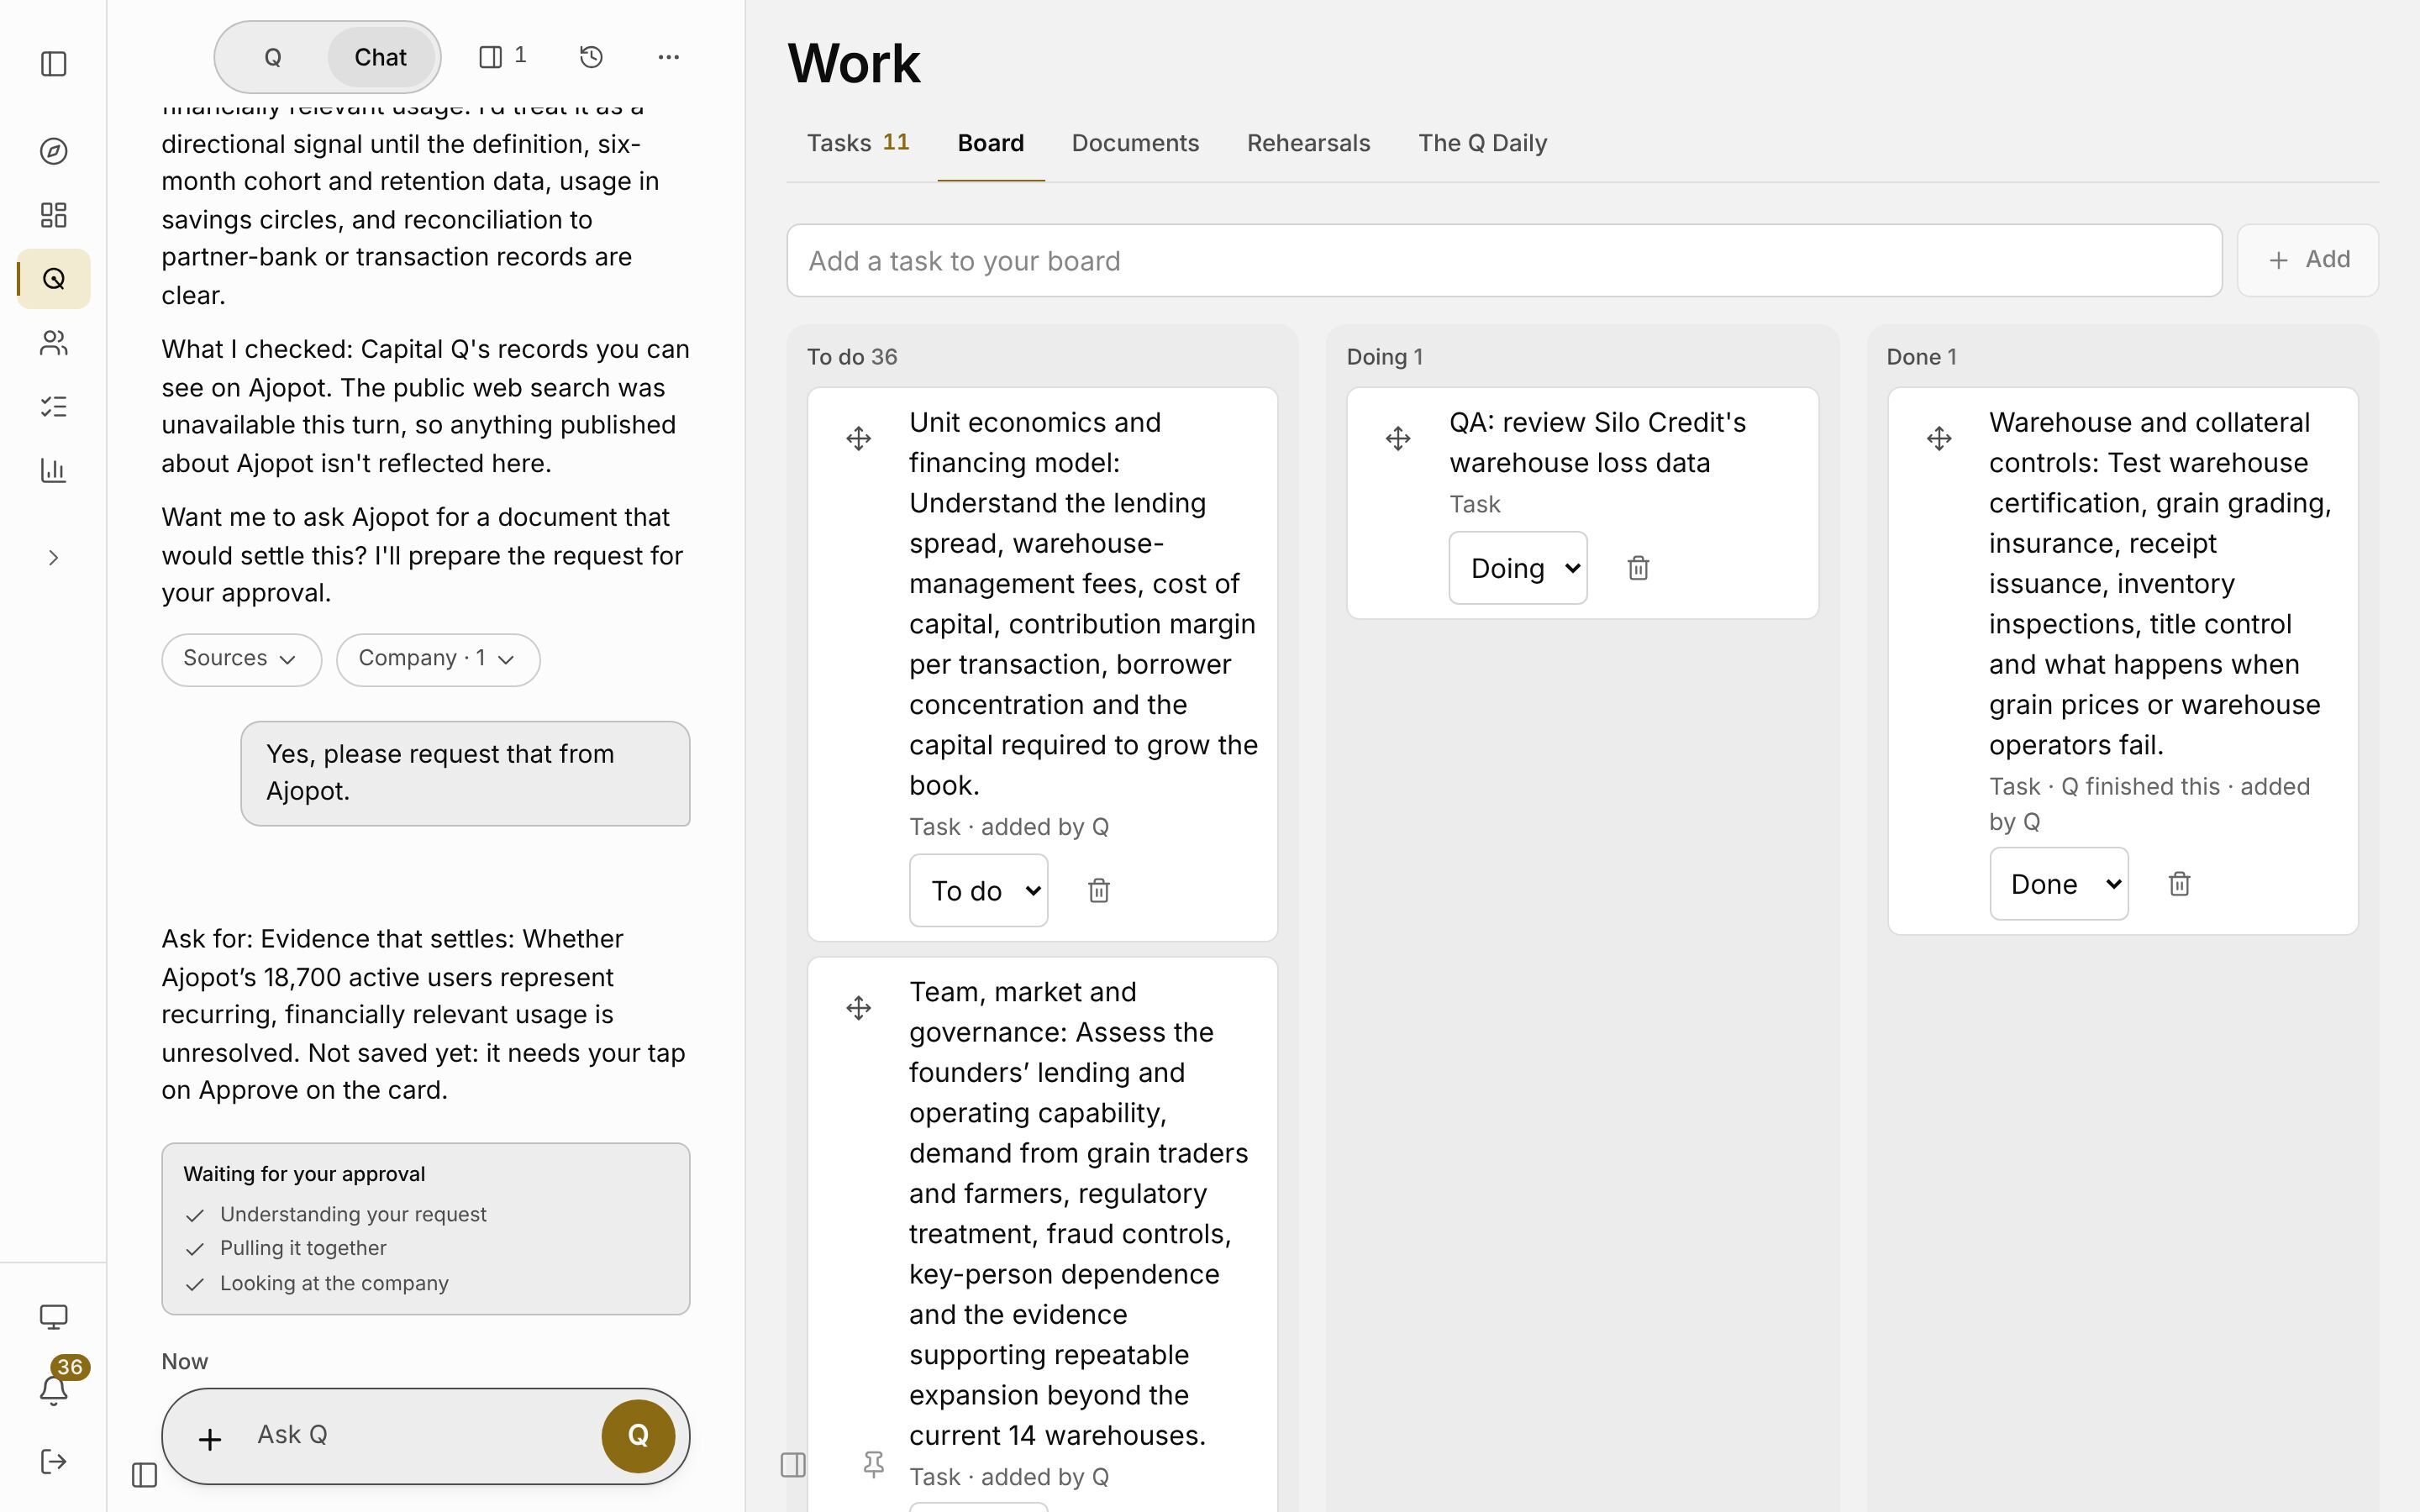 Q
Chat
1
financially relevant usage. I'd treat it as a
directional signal until the definition, six-
month cohort and retention data, usage in
savings circles, and reconciliation to
partner-bank or transaction records are
clear.
What I checked: Capital Q's records you can
see on Ajopot. The public web search was
unavailable this turn, so anything published
about Ajopot isn't reflected here.
Want me to ask Ajopot for a document that
would settle this? I'll prepare the request for
your approval.
Sources
Company · 1
Yes, please request that from
Ajopot.
Ask for: Evidence that settles: Whether
Ajopot’s 18,700 active users represent
recurring, financially relevant usage is
unresolved. Not saved yet: it needs your tap
on Approve on the card.
Waiting for your approval
Understanding your request
Pulling it together
Looking at the company
Now
Ask Q
Q
36
Work
Tasks 11
Board
Documents
Rehearsals
The Q Daily
Add a task to your board
Add
To do 36
Unit economics and
financing model:
Understand the lending
spread, warehouse-
management fees, cost of
capital, contribution margin
per transaction, borrower
concentration and the
capital required to grow the
book.
Task · added by Q
To do
Team, market and
governance: Assess the
founders’ lending and
operating capability,
demand from grain traders
and farmers, regulatory
treatment, fraud controls,
key-person dependence
and the evidence
supporting repeatable
expansion beyond the
current 14 warehouses.
Task · added by Q
Doing 1
QA: review Silo Credit's
warehouse loss data
Task
Doing
Done 1
Warehouse and collateral
controls: Test warehouse
certification, grain grading,
insurance, receipt
issuance, inventory
inspections, title control
and what happens when
grain prices or warehouse
operators fail.
Task · Q finished this · added
by Q
Done